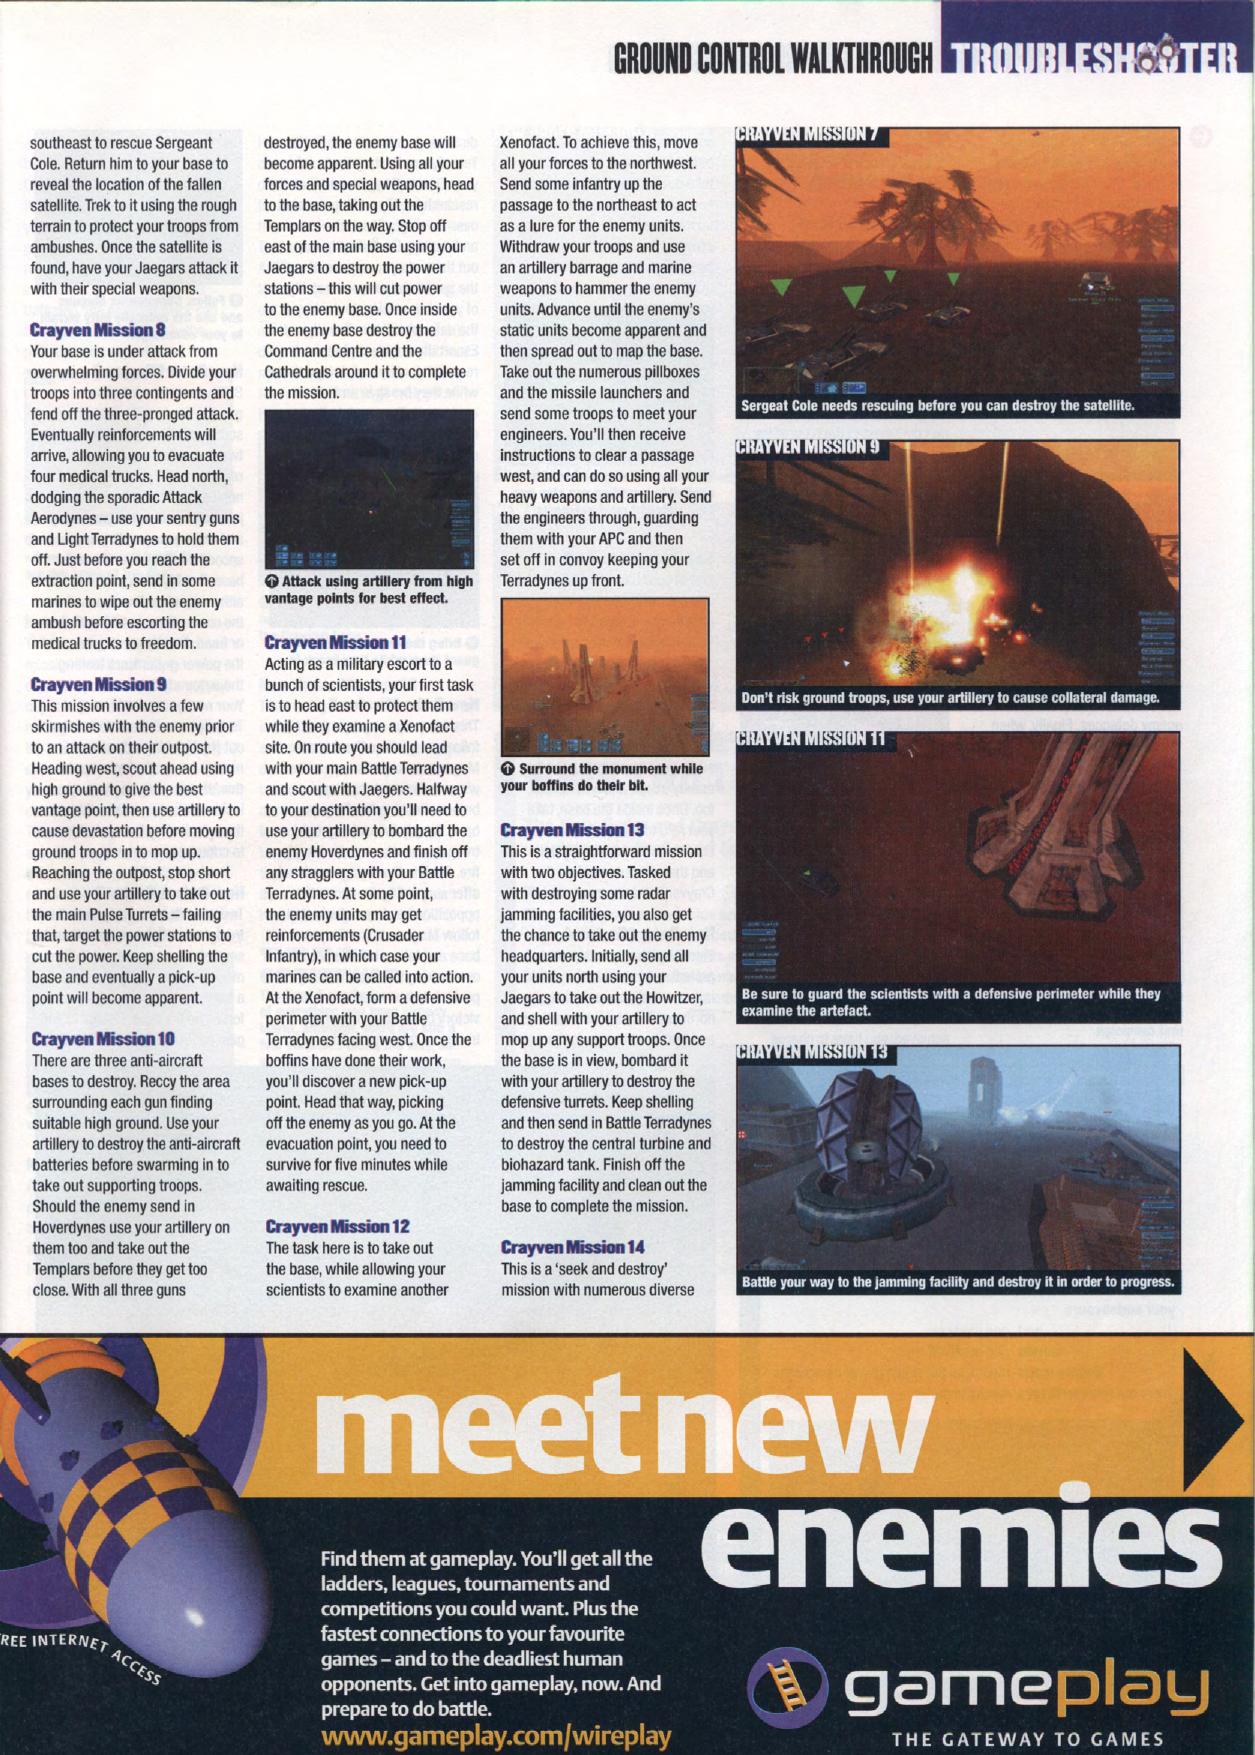 GROUND CONTROL WALKTHROUGH TROUBLESHOOTER
southeast to rescue Sergeant
Cole. Return him to your base to
reveal the location of the fallen
satellite. Trek to it using the rough
terrain to protect your troops from
ambushes. Once the satellite is
found, have your Jaegars attack it
with their special weapons.
Crayven Mission 8
Your base is under attack from
overwhelming forces. Divide your
troops into three contingents and
fend off the three-pronged attack.
Eventually reinforcements will
arrive, allowing you to evacuate
four medical trucks. Head north,
dodging the sporadic Attack
Aerodynes – use your sentry guns
and Light Terradynes to hold them
off. Just before you reach the
extraction point, send in some
marines to wipe out the enemy
ambush before escorting the
medical trucks to freedom.
Crayven Mission 9
This mission involves a few
skirmishes with the enemy prior
to an attack on their outpost.
Heading west, scout ahead using
high ground to give the best
vantage point, then use artillery to
cause devastation before moving
ground troops in to mop up.
Reaching the outpost, stop short
and use your artillery to take out
the main Pulse Turrets – failing
that, target the power stations to
cut the power. Keep shelling the
base and eventually a pick-up
point will become apparent.
Crayven Mission 10
There are three anti-aircraft
bases to destroy. Reccy the area
surrounding each gun finding
suitable high ground. Use your
artillery to destroy the anti-aircraft
batteries before swarming in to
take out supporting troops.
Should the enemy send in
Hoverdynes use your artillery on
them too and take out the
Templars before they get too
close. With all three guns
destroyed, the enemy base will
become apparent. Using all your
forces and special weapons, head
to the base, taking out the
Templars on the way. Stop off
east of the main base using your
Jaegars to destroy the power
stations – this will cut power
to the enemy base. Once inside
the enemy base destroy the
Command Centre and the
Cathedrals around it to complete
the mission.
Attack using artillery from high
vantage points for best effect.
Crayven Mission 11
Acting as a military escort to a
bunch of scientists, your first task
is to head east to protect them
while they examine a Xenofact
site. On route you should lead
with your main Battle Terradynes
and scout with Jaegers. Halfway
to your destination you'll need to
use your artillery to bombard the
enemy Hoverdynes and finish off
any stragglers with your Battle
Terradynes. At some point,
the enemy units may get
reinforcements (Crusader
Infantry), in which case your
marines can be called into action.
At the Xenofact, form a defensive
perimeter with your Battle
Terradynes facing west. Once the
boffins have done their work,
you'll discover a new pick-up
point. Head that way, picking
off the enemy as you go. At the
evacuation point, you need to
survive for five minutes while
awaiting rescue.
Crayven Mission 12
The task here is to take out
the base, while allowing your
scientists to examine another
Xenofact. To achieve this, move
all your forces to the northwest.
Send some infantry up the
passage to the northeast to act
as a lure for the enemy units.
Withdraw your troops and use
an artillery barrage and marine
weapons to hammer the enemy
units. Advance until the enemy's
static units become apparent and
then spread out to map the base.
Take out the numerous pillboxes
and the missile launchers and
send some troops to meet your
engineers. You'll then receive
instructions to clear a passage
west, and can do so using all your
heavy weapons and artillery. Send
the engineers through, guarding
them with your APC and then
set off in convoy keeping your
Terradynes up front.
Surround the monument while
your boffins do their bit.
Crayven Mission 13
This is a straightforward mission
with two objectives. Tasked
with destroying some radar
jamming facilities, you also get
the chance to take out the enemy
headquarters. Initially, send all
your units north using your
Jaegars to take out the Howitzer,
and shell with your artillery to
mop up any support troops. Once
the base is in view, bombard it
with your artillery to destroy the
defensive turrets. Keep shelling
and then send in Battle Terradynes
to destroy the central turbine and
biohazard tank. Finish off the
jamming facility and clean out the
base to complete the mission.
Crayven Mission 14
This is a 'seek and destroy'
mission with numerous diverse
CRAYVEN MISSION 7
Sergeat Cole needs rescuing before you can destroy the satellite.
CRAYVEN MISSION 9
Don't risk ground troops, use your artillery to cause collateral damage.
CRAYVEN MISSION 11
Be sure to guard the scientists with a defensive perimeter while they
examine the artefact.
CRAYVEN MISSION 13
Battle your way to the jamming facility and destroy it in order to progress.
meet new
enemies
Find them at gameplay. You'll get all the
ladders, leagues, tournaments and
competitions you could want. Plus the
fastest connections to your favourite
games – and to the deadliest human
opponents. Get into gameplay, now. And
prepare to do battle.
www.gameplay.com/wireplay
REE INTERNET ACCESS
gameplay
THE GATEWAY TO GAMES